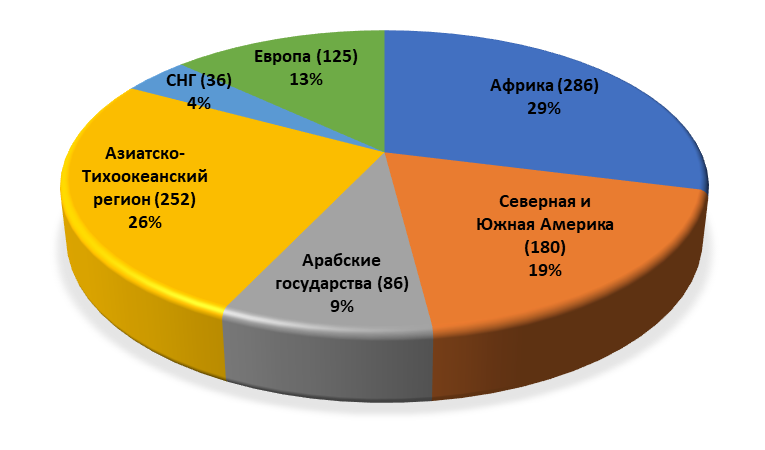 Европа (125)
13%
СНГ (36)
4%
Африка (286)
29%
Азиатско-
Тихоокеанский
регион (252)
26%
Северная и
Южная Америка
(180)
19%
Арабские
государства (86)
9%